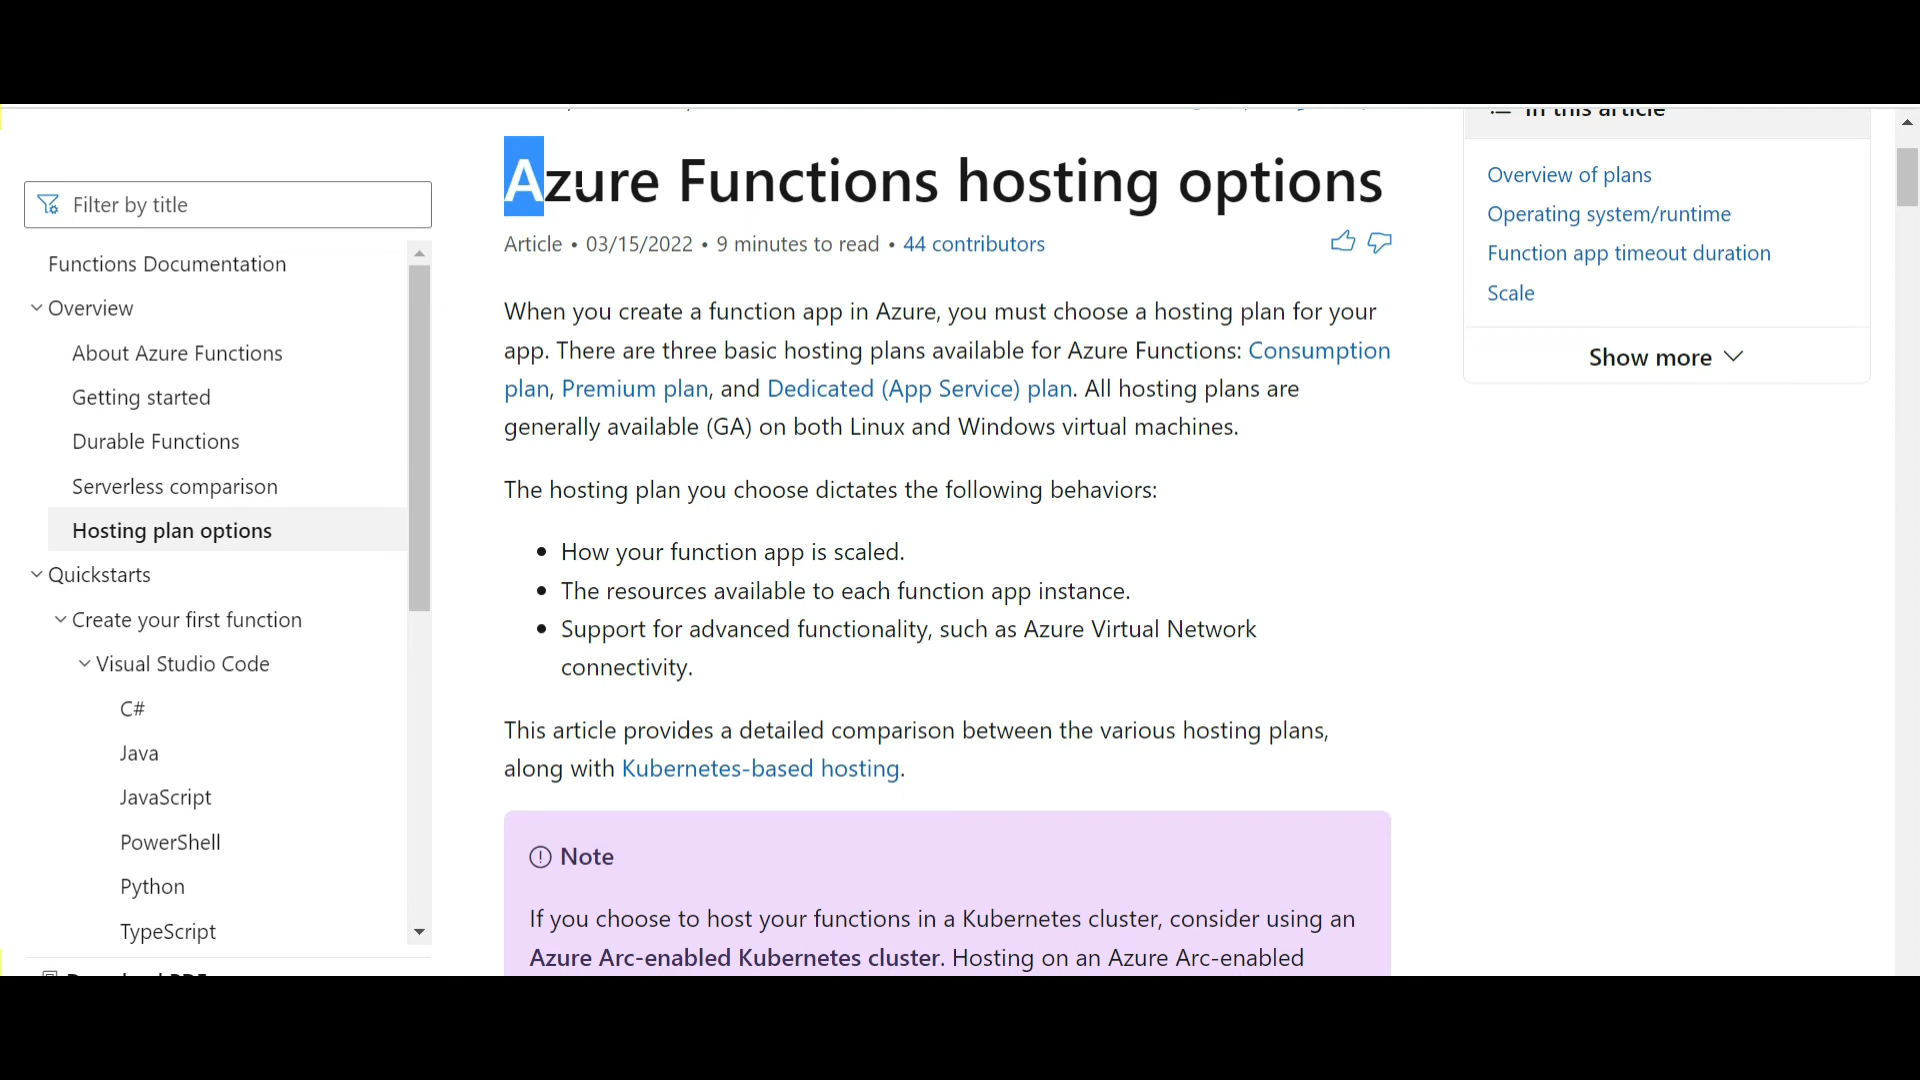 In this article
Azure Functions hosting options
Article • 03/15/2022 • 9 minutes to read • 44 contributors
Filter by title
Functions Documentation
Overview
About Azure Functions
Getting started
Durable Functions
Serverless comparison
Hosting plan options
Quickstarts
Create your first function
Visual Studio Code
C#
Java
JavaScript
PowerShell
Python
TypeScript
Download PDF
When you create a function app in Azure, you must choose a hosting plan for your
app. There are three basic hosting plans available for Azure Functions: Consumption
plan, Premium plan, and Dedicated (App Service) plan. All hosting plans are
generally available (GA) on both Linux and Windows virtual machines.
The hosting plan you choose dictates the following behaviors:
• How your function app is scaled.
• The resources available to each function app instance.
• Support for advanced functionality, such as Azure Virtual Network
connectivity.
This article provides a detailed comparison between the various hosting plans,
along with Kubernetes-based hosting.
Note
If you choose to host your functions in a Kubernetes cluster, consider using an
Azure Arc-enabled Kubernetes cluster. Hosting on an Azure Arc-enabled
Overview of plans
Operating system/runtime
Function app timeout duration
Scale
Show more